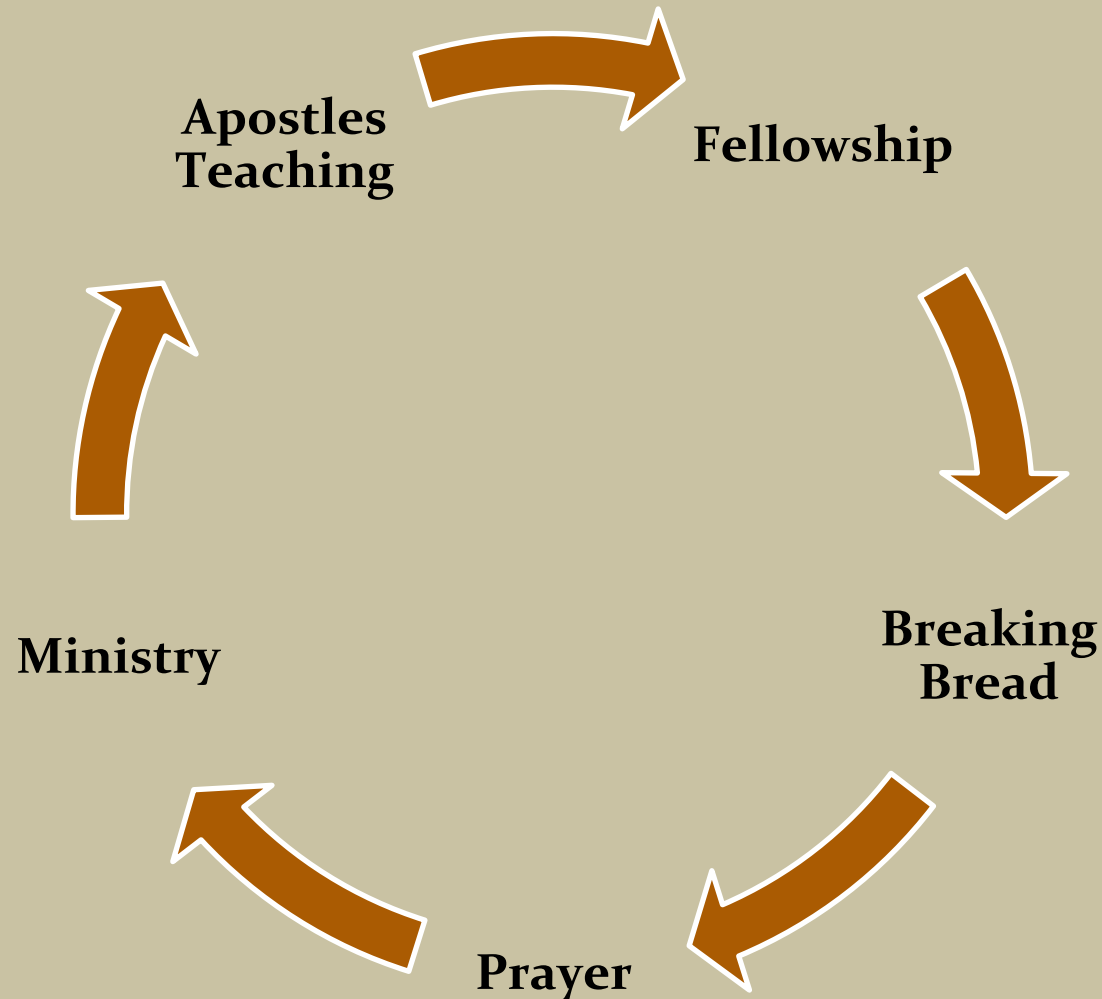 Apostles
Teaching
Fellowship
Breaking
Bread
Prayer
Ministry